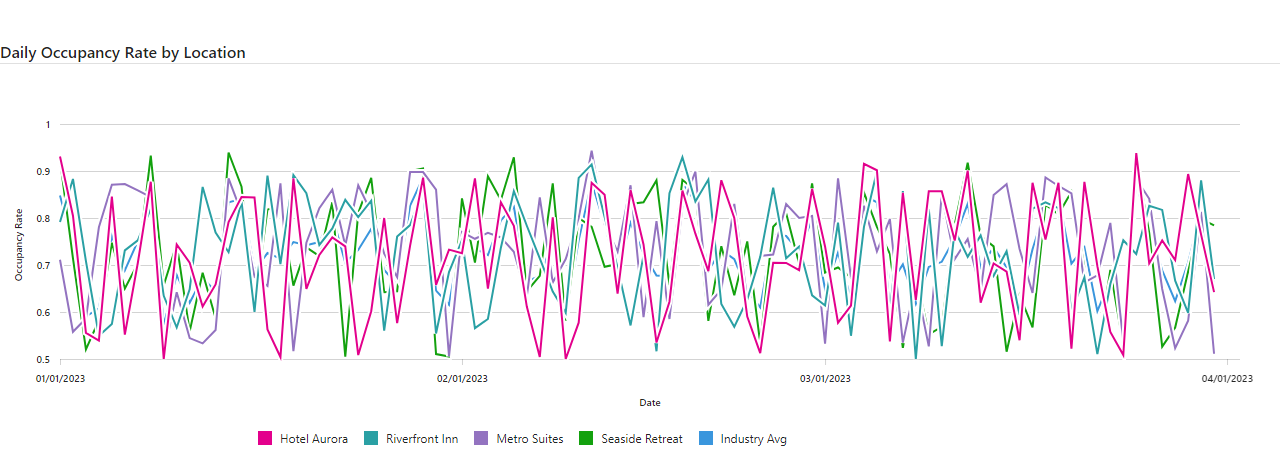 Daily Occupancy Rate by Location
1
0.9
0.8
0.7
0.6
0.5
Occupancy Rate
01/01/2023 02/01/2023 03/01/2023 04/01/2023
Date
Hotel Aurora Riverfront Inn Metro Suites Seaside Retreat Industry Avg